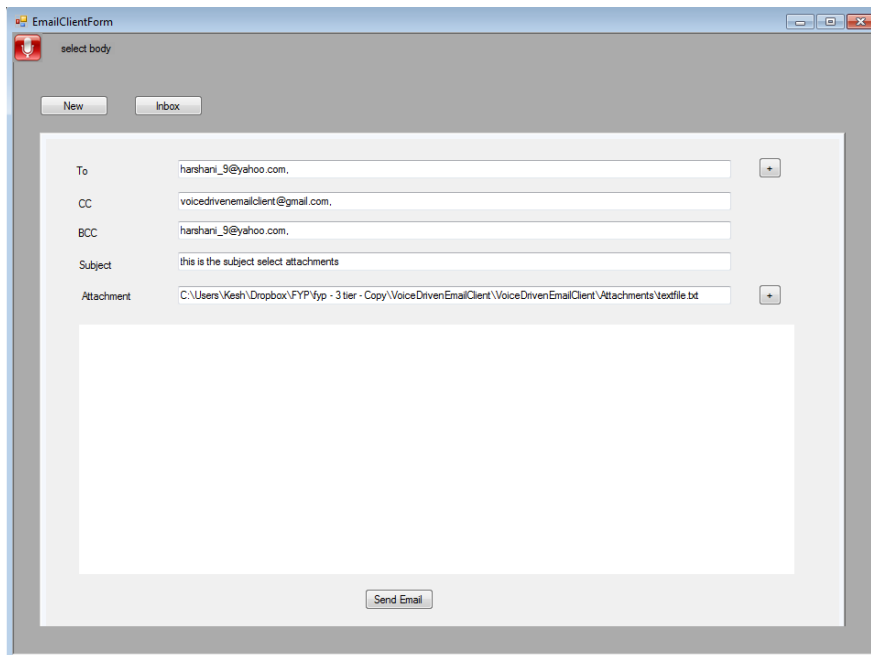 EmailClientForm
select body
New Inbox
To harshani_9@yahoo.com, +
CC voicedrivenemailclient@gmail.com,
BCC harshani_9@yahoo.com,
Subject this is the subject select attachments
Attachment C:\Users\Kesh\Dropbox\FYP\fyp - 3 tier - Copy\VoiceDrivenEmailClient\VoiceDrivenEmailClient\Attachments\textfile.txt +
Send Email